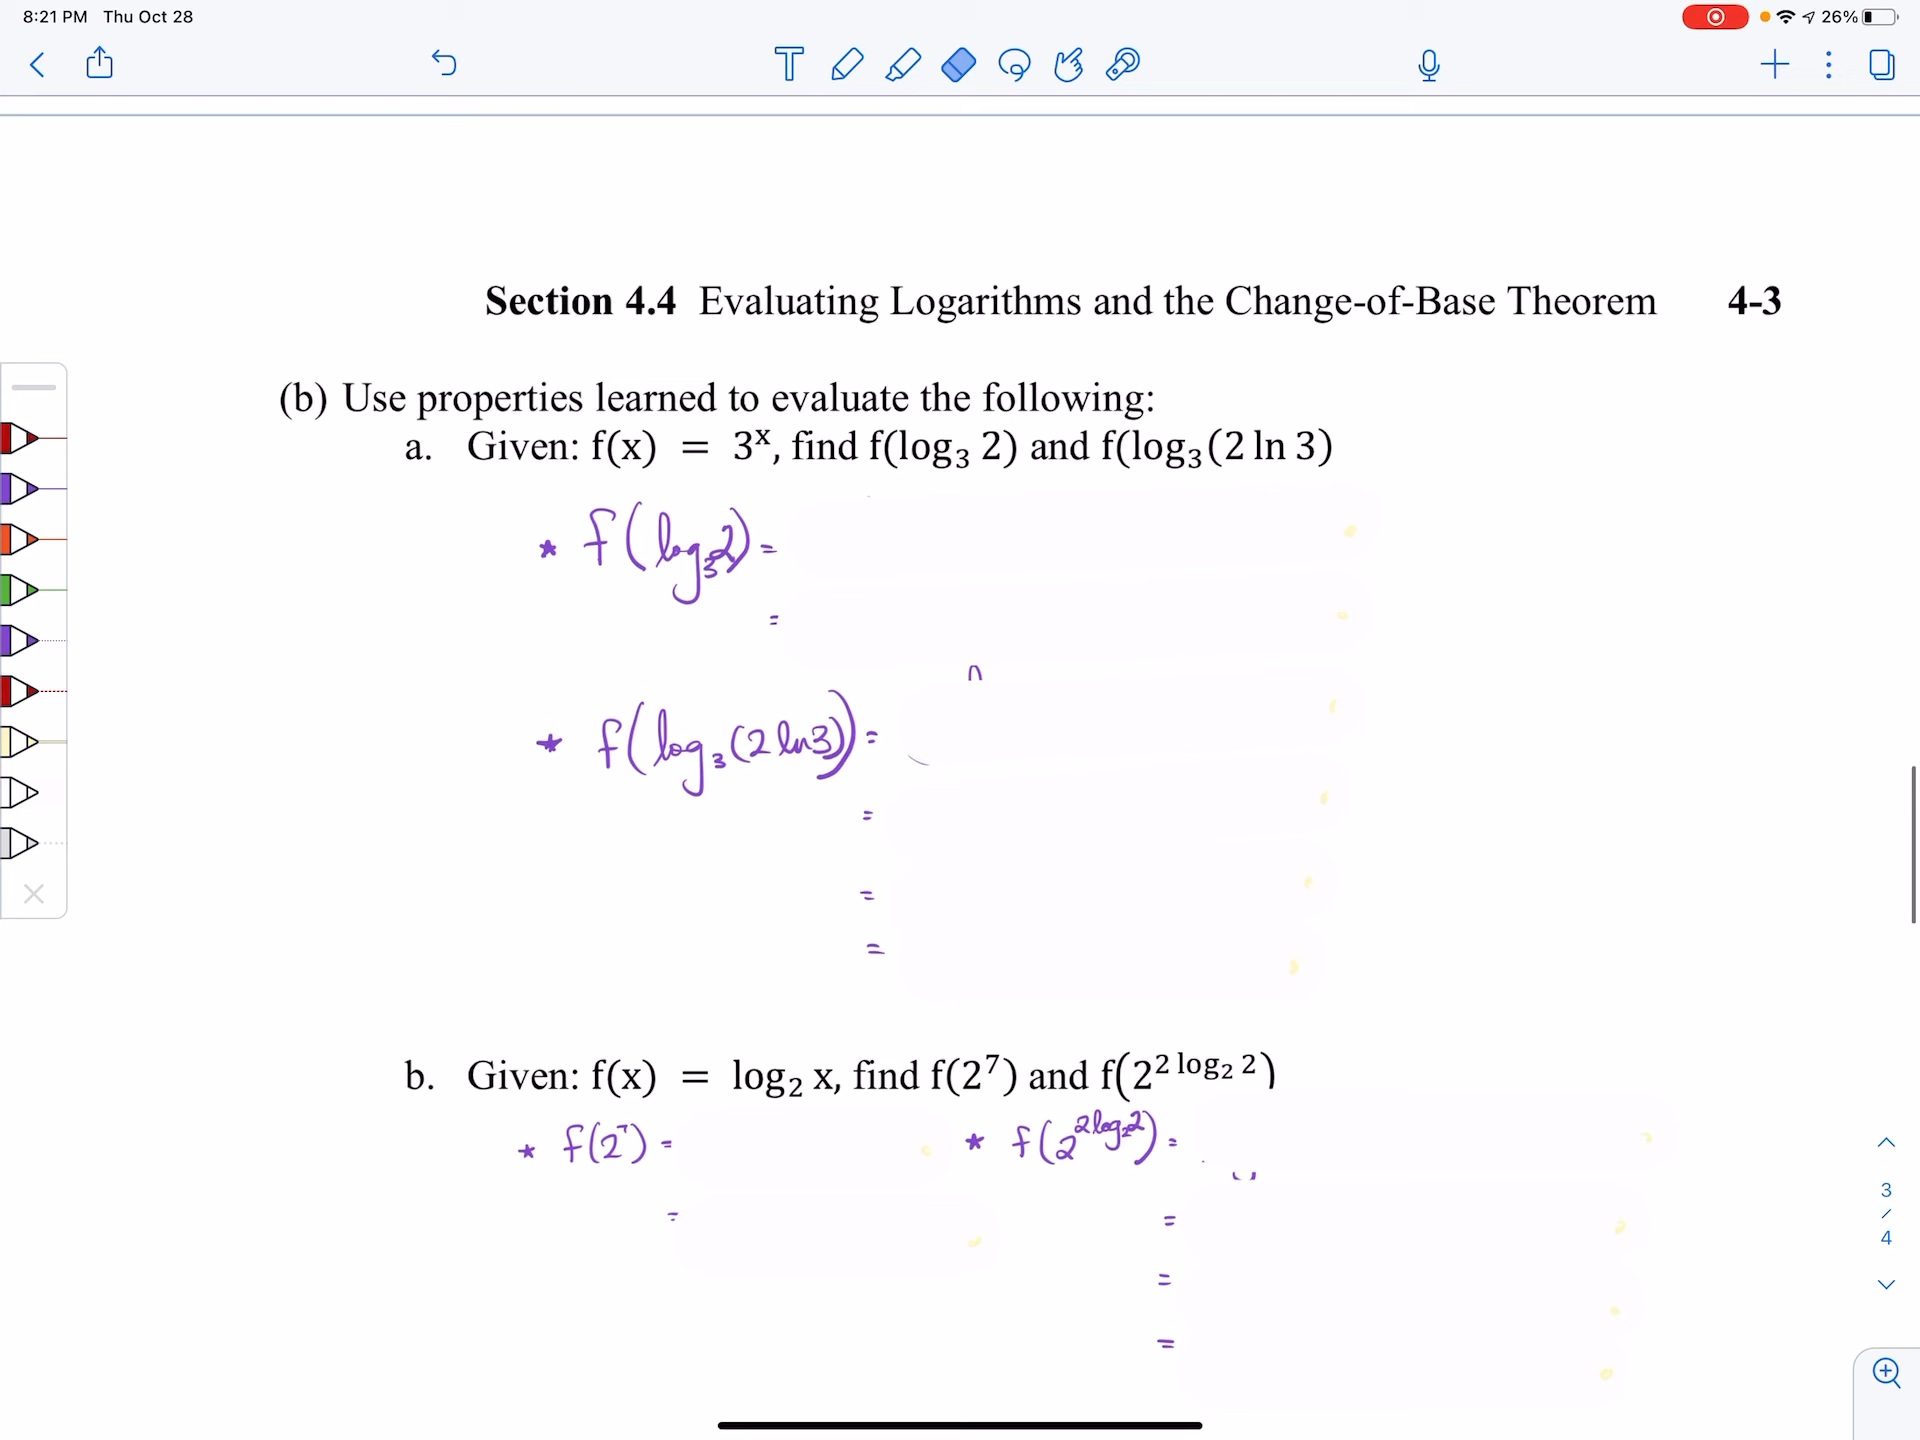 8:21 PM Thu Oct 28
26%
Section 4.4 Evaluating Logarithms and the Change-of-Base Theorem 4-3
(b) Use properties learned to evaluate the following:
a. Given: f(x) = 3ˣ, find f(log₃ 2) and f(log₃(2 ln 3)
* f(log₃2) =
=
* f(log₃(2 ln3)) =
=
=
=
b. Given: f(x) = log₂ x, find f(2⁷) and f(2^(2 log₂ 2))
* f(2⁷) = * f(2^(2log₂2)) =
= =
=
=
3
/
4